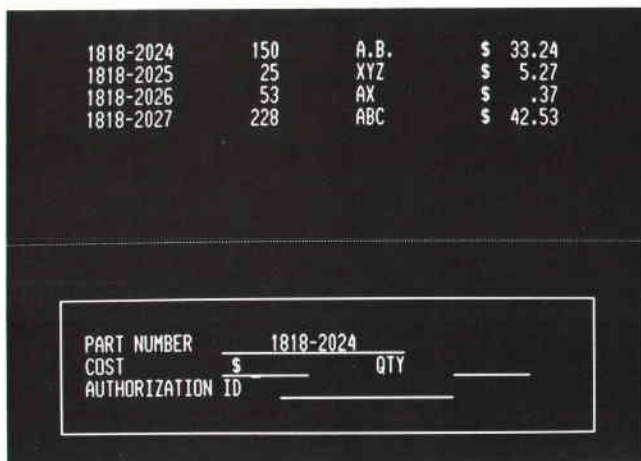 1818-2024 150 A.B. $ 33.24
1818-2025 25 XYZ $ 5.27
1818-2026 53 AX $ .37
1818-2027 228 ABC $ 42.53
PART NUMBER 1818-2024
COST $ QTY
AUTHORIZATION ID